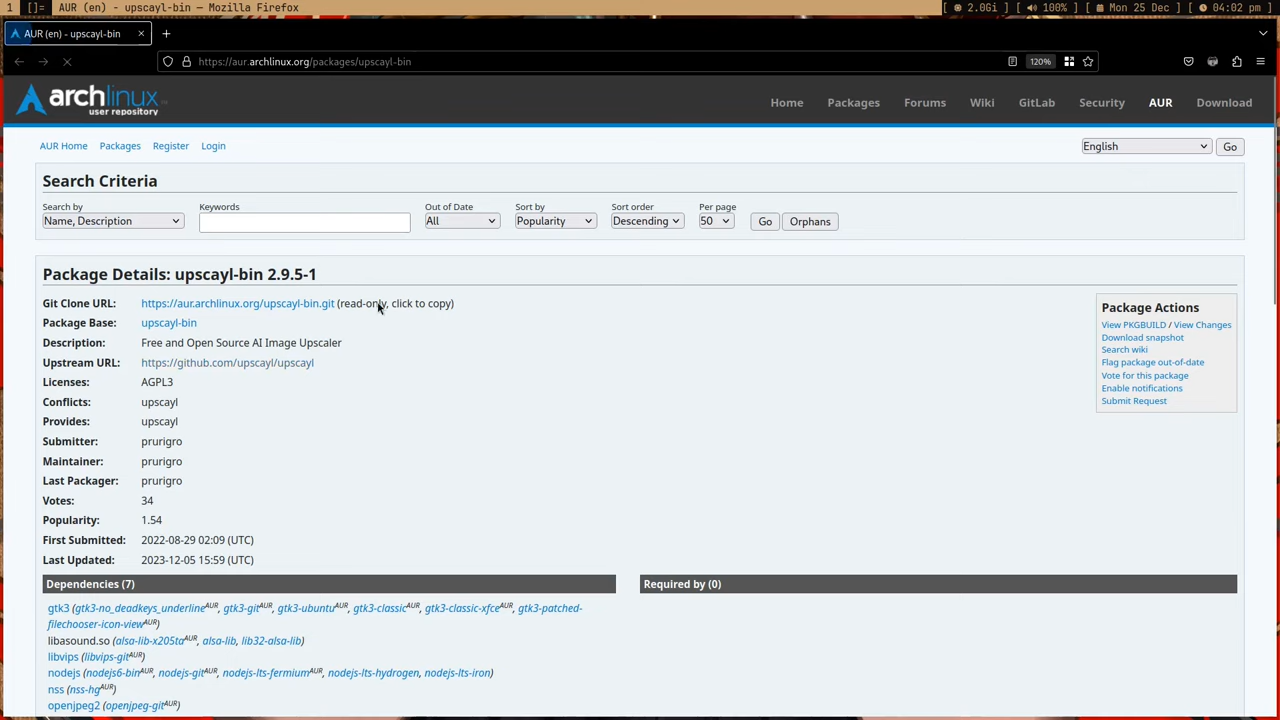 1 []= AUR (en) - upscayl-bin — Mozilla Firefox [ 2.0Gi ] [ 100% ] [ Mon 25 Dec ] [ 04:02 pm ]
AUR (en) - upscayl-bin
https://aur.archlinux.org/packages/upscayl-bin 120%
archlinux Home Packages Forums Wiki GitLab Security AUR Download
user repository
AUR Home Packages Register Login English Go
Search Criteria
Search by Keywords Out of Date Sort by Sort order Per page
Name, Description All Popularity Descending 50 Go Orphans
Package Details: upscayl-bin 2.9.5-1
Git Clone URL: https://aur.archlinux.org/upscayl-bin.git (read-only, click to copy)
Package Base: upscayl-bin
Description: Free and Open Source AI Image Upscaler
Upstream URL: https://github.com/upscayl/upscayl
Licenses: AGPL3
Conflicts: upscayl
Provides: upscayl
Submitter: prurigro
Maintainer: prurigro
Last Packager: prurigro
Votes: 34
Popularity: 1.54
First Submitted: 2022-08-29 02:09 (UTC)
Last Updated: 2023-12-05 15:59 (UTC)
Package Actions
View PKGBUILD / View Changes
Download snapshot
Search wiki
Flag package out-of-date
Vote for this package
Enable notifications
Submit Request
Dependencies (7)
gtk3 (gtk3-no_deadkeys_underlineAUR, gtk3-gitAUR, gtk3-ubuntuAUR, gtk3-classicAUR, gtk3-classic-xfceAUR, gtk3-patched-
filechooser-icon-viewAUR)
libasound.so (alsa-lib-x205taAUR, alsa-lib, lib32-alsa-lib)
libvips (libvips-gitAUR)
nodejs (nodejs6-binAUR, nodejs-gitAUR, nodejs-lts-fermiumAUR, nodejs-lts-hydrogen, nodejs-lts-iron)
nss (nss-hgAUR)
openjpeg2 (openjpeg-gitAUR)
Required by (0)